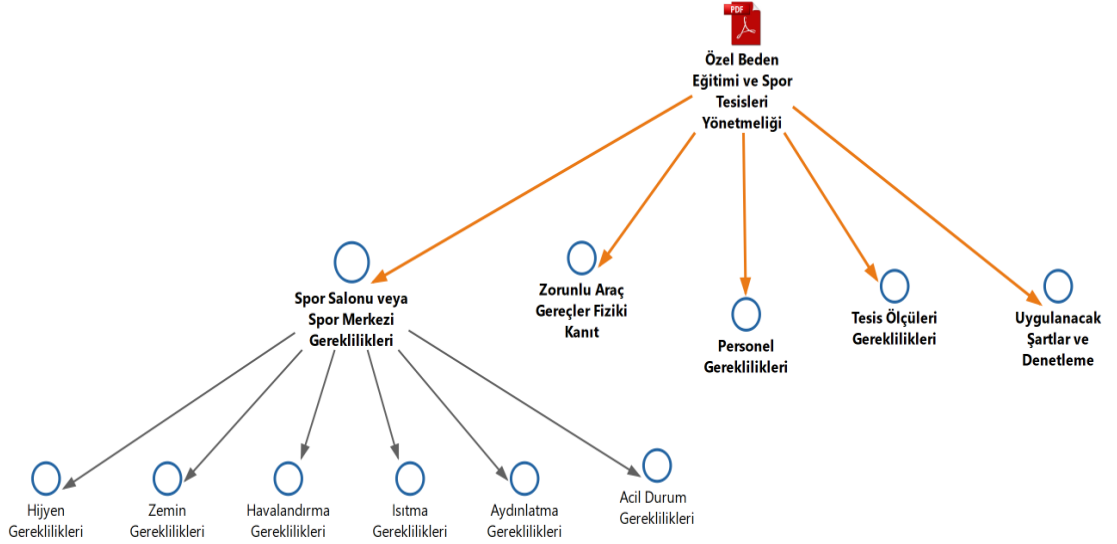 PDF
Özel Beden
Eğitimi ve Spor
Tesisleri
Yönetmeliği
Spor Salonu veya
Spor Merkezi
Gereklilikleri
Zorunlu Araç
Gereçler Fiziki
Kanıt
Personel
Gereklilikleri
Tesis Ölçüleri
Gereklilikleri
Uygulanacak
Şartlar ve
Denetleme
Hijyen
Gereklilikleri
Zemin
Gereklilikleri
Havalandırma
Gereklilikleri
Isıtma
Gereklilikleri
Aydınlatma
Gereklilikleri
Acil Durum
Gereklilikleri